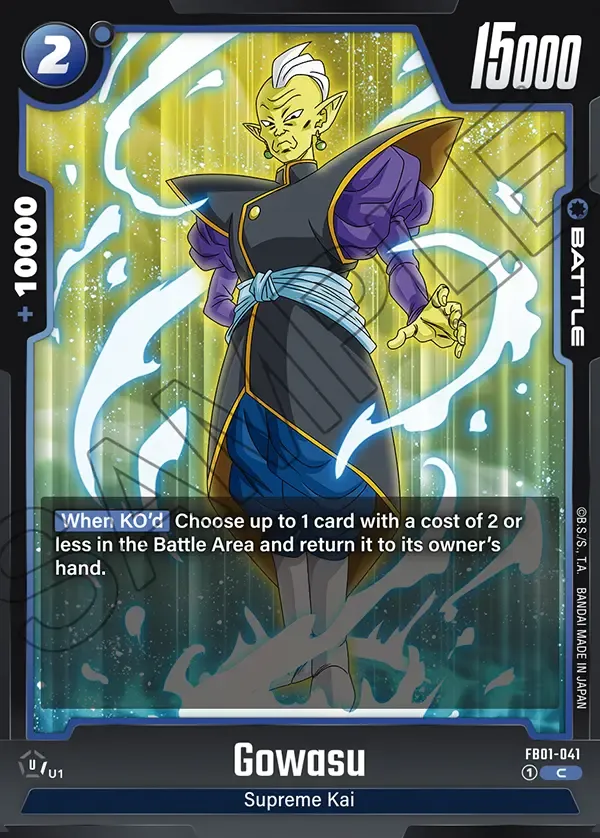 2
15000
+ 10000
BATTLE
SAMPLE
When KO'd Choose up to 1 card with a cost of 2 or
less in the Battle Area and return it to its owner's
hand.
©B.S./S., T.A. BANDAI MADE IN JAPAN
Gowasu
FB01-041
U/U1
1 C
Supreme Kai